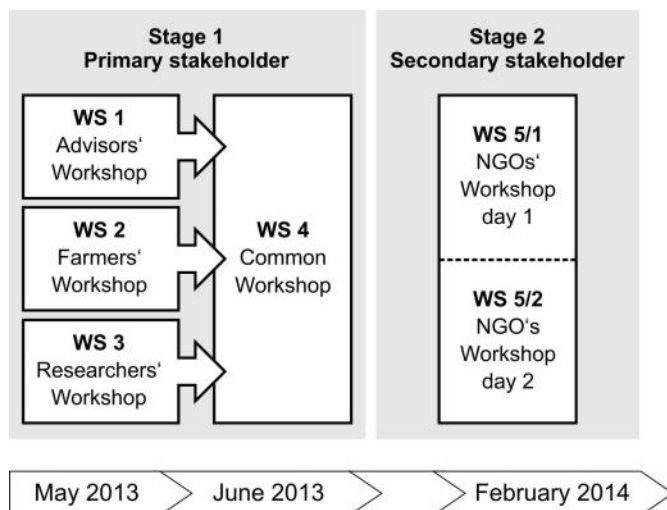 Stage 1
Primary stakeholder
WS 1
Advisors‘
Workshop
WS 2
Farmers‘
Workshop
WS 3
Researchers‘
Workshop
WS 4
Common
Workshop
Stage 2
Secondary stakeholder
WS 5/1
NGOs‘
Workshop
day 1
WS 5/2
NGO‘s
Workshop
day 2
May 2013
June 2013
February 2014